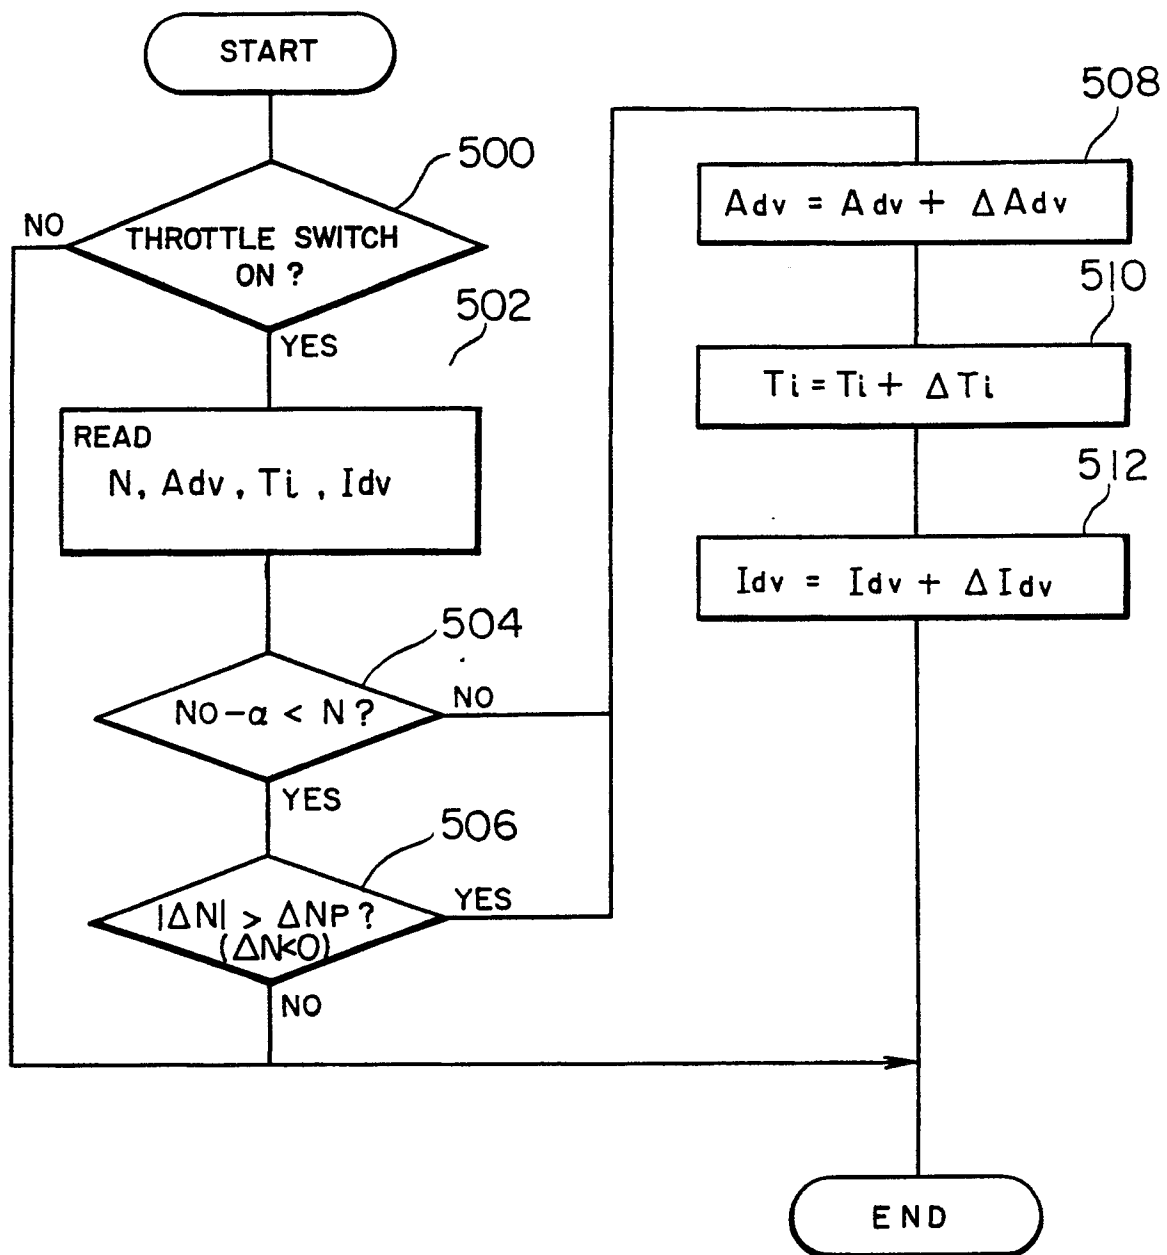 START
500
NO
THROTTLE SWITCH
ON ?
YES
502
READ
N, Adv, Ti, Idv
504
No-α < N ?
NO
YES
506
|ΔN| > ΔNP ?
(ΔN<0)
YES
NO
508
Adv = Adv + ΔAdv
510
Ti = Ti + ΔTi
512
Idv = Idv + ΔIdv
END